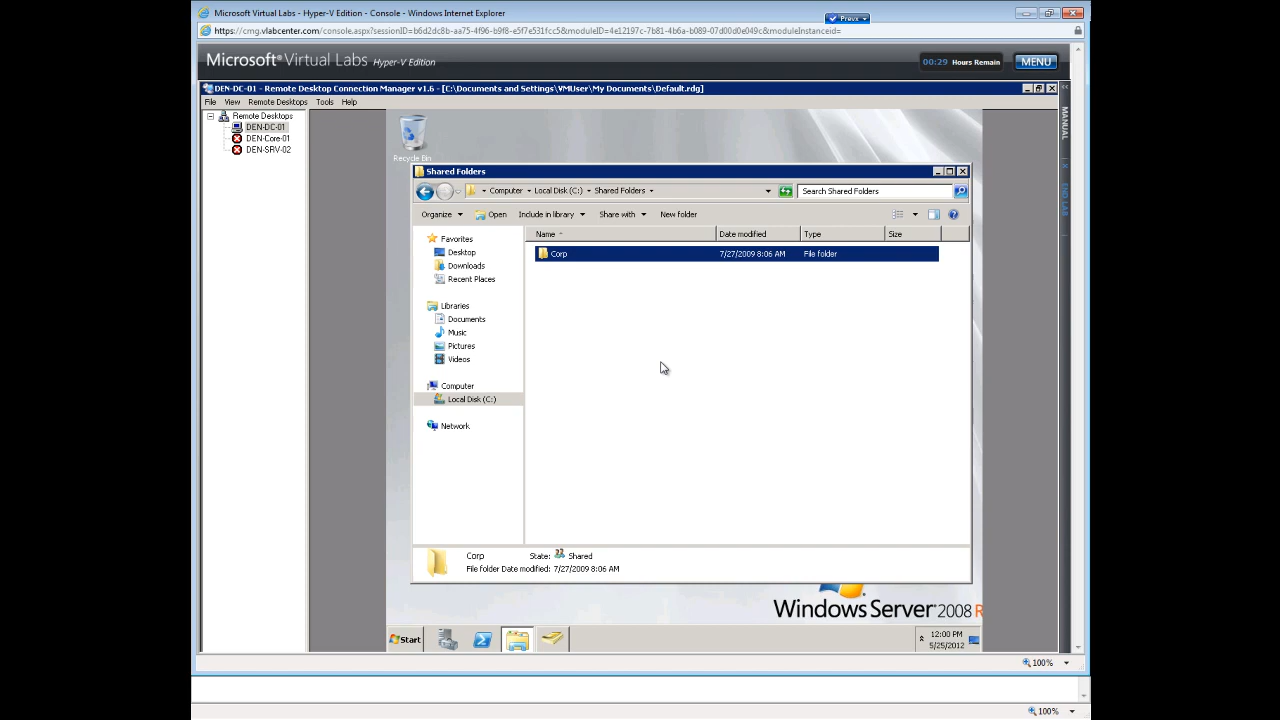 Microsoft Virtual Labs - Hyper-V Edition - Console - Windows Internet Explorer
Prevx
https://cmg.vlabcenter.com/console.aspx?sessionID=b6d2dc8b-aa75-4f96-b9f8-e5f7e531fcc5&moduleID=4e12197c-7b81-4b6a-b089-07d00d0e049c&moduleInstanceid=
Microsoft® Virtual Labs Hyper-V Edition
00:29 Hours Remain
MENU
DEN-DC-01 - Remote Desktop Connection Manager v1.6 - [C:\Documents and Settings\VMUser\My Documents\Default.rdg]
File View Remote Desktops Tools Help
Remote Desktops
DEN-DC-01
DEN-Core-01
DEN-SRV-02
MANUAL
END LAB
Recycle Bin
Shared Folders
Computer Local Disk (C:) Shared Folders
Search Shared Folders
Organize Open Include in library Share with New folder
Name Date modified Type Size
Corp 7/27/2009 8:06 AM File folder
Favorites
Desktop
Downloads
Recent Places
Libraries
Documents
Music
Pictures
Videos
Computer
Local Disk (C:)
Network
Corp State: Shared
File folder Date modified: 7/27/2009 8:06 AM
Windows Server 2008 R
Start
12:00 PM
5/25/2012
100%
100%